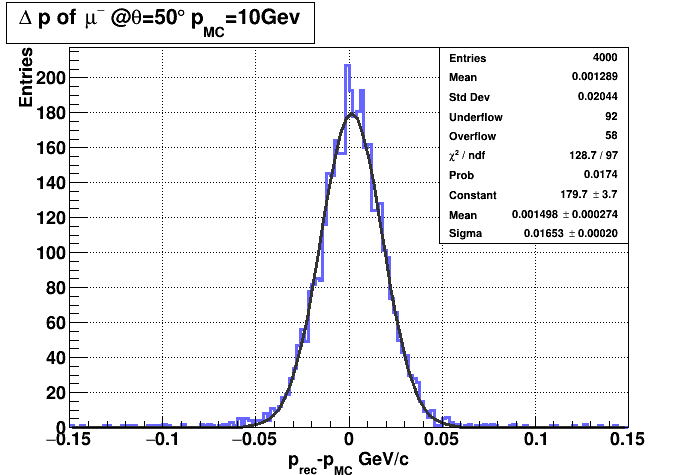 Δ p of μ⁻ @θ=50° p_MC=10Gev
Entries 4000
Mean 0.001289
Std Dev 0.02044
Underflow 92
Overflow 58
χ² / ndf 128.7 / 97
Prob 0.0174
Constant 179.7 ± 3.7
Mean 0.001498 ± 0.000274
Sigma 0.01653 ± 0.00020
Entries
200
180
160
140
120
100
80
60
40
20
0
−0.15 −0.1 −0.05 0 0.05 0.1 0.15
p_rec-p_MC GeV/c